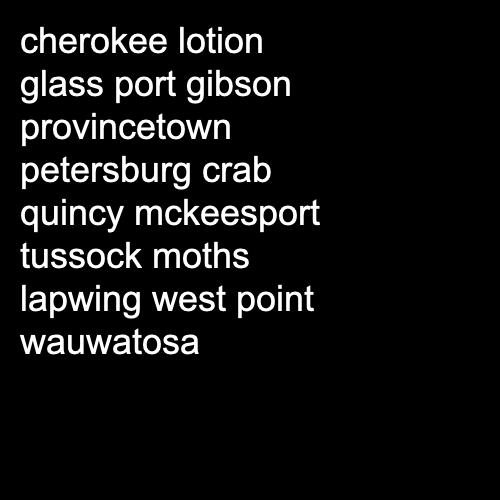 cherokee lotion
glass port gibson
provincetown
petersburg crab
quincy mckeesport
tussock moths
lapwing west point
wauwatosa